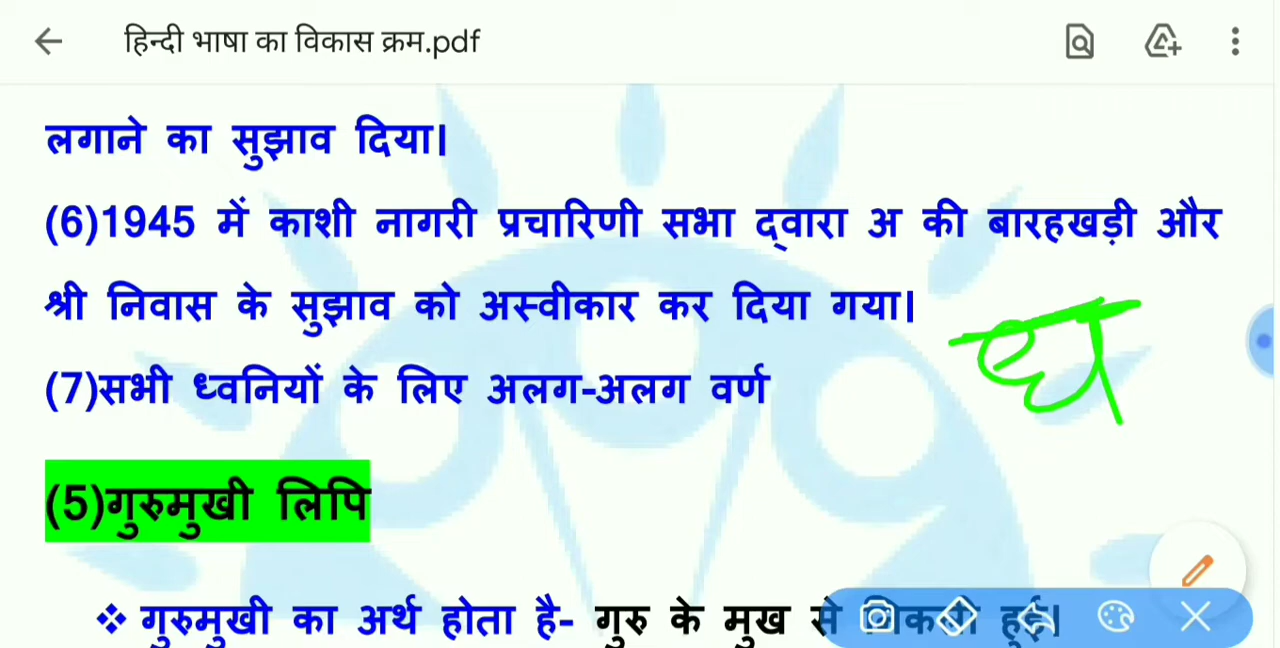 हिन्दी भाषा का विकास क्रम.pdf
लगाने का सुझाव दिया।
(6)1945 में काशी नागरी प्रचारिणी सभा द्वारा अ की बारहखड़ी और
श्री निवास के सुझाव को अस्वीकार कर दिया गया।
(7)सभी ध्वनियों के लिए अलग-अलग वर्ण
(5)गुरुमुखी लिपि
❖ गुरुमुखी का अर्थ होता है- गुरु के मुख से हुई।